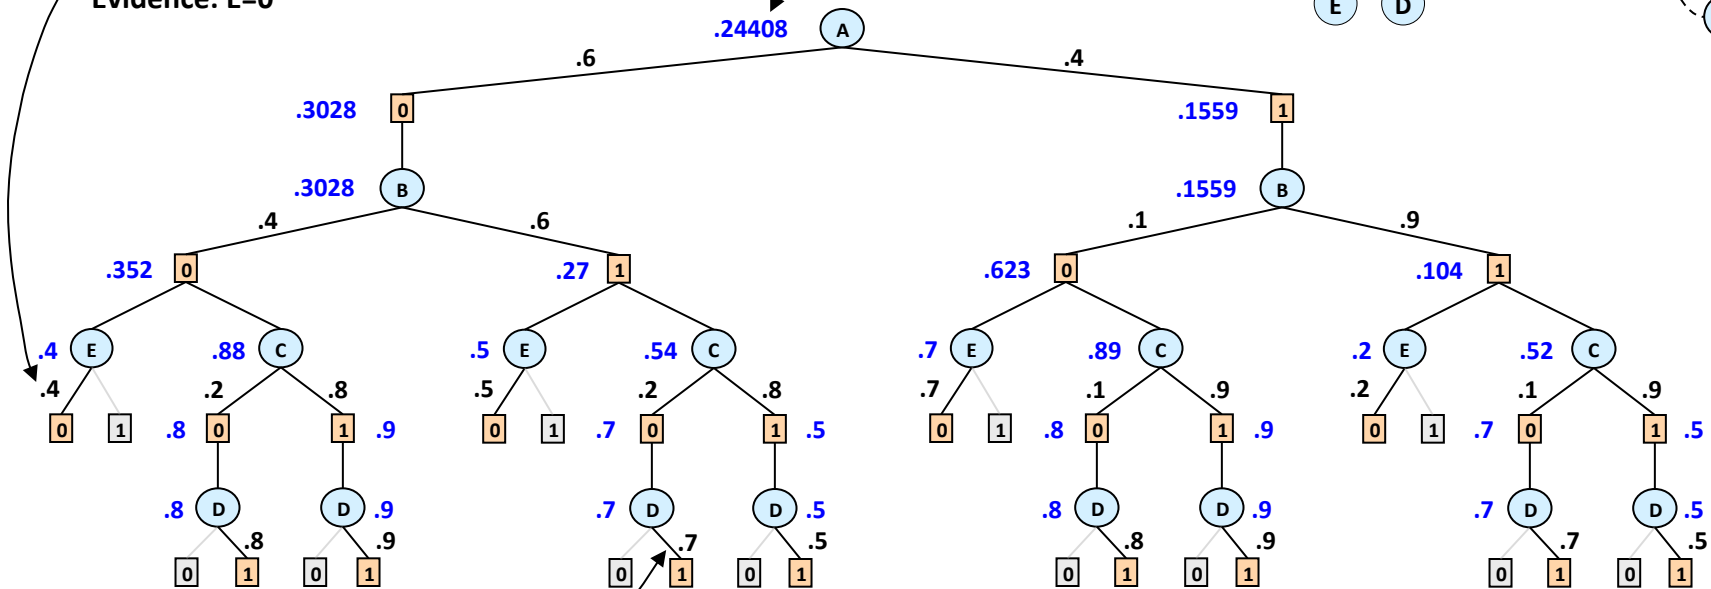 Evidence: E=0
E D
.24408 A
.6 .4
.3028 0 .1559 1
.3028 B .1559 B
.4 .6 .1 .9
.352 0 .27 1 .623 0 .104 1
.4 E .88 C .5 E .54 C .7 E .89 C .2 E .52 C
.4 .2 .8 .5 .2 .8 .7 .1 .9 .2 .1 .9
0 1 .8 0 1 .9 0 1 .7 0 1 .5 0 1 .8 0 1 .9 0 1 .7 0 1 .5
.8 D D .9 .7 D D .5 .8 D D .9 .7 D D .5
.8 .9 .7 .5 .8 .9 .7 .5
0 1 0 1 0 1 0 1 0 1 0 1 0 1 0 1